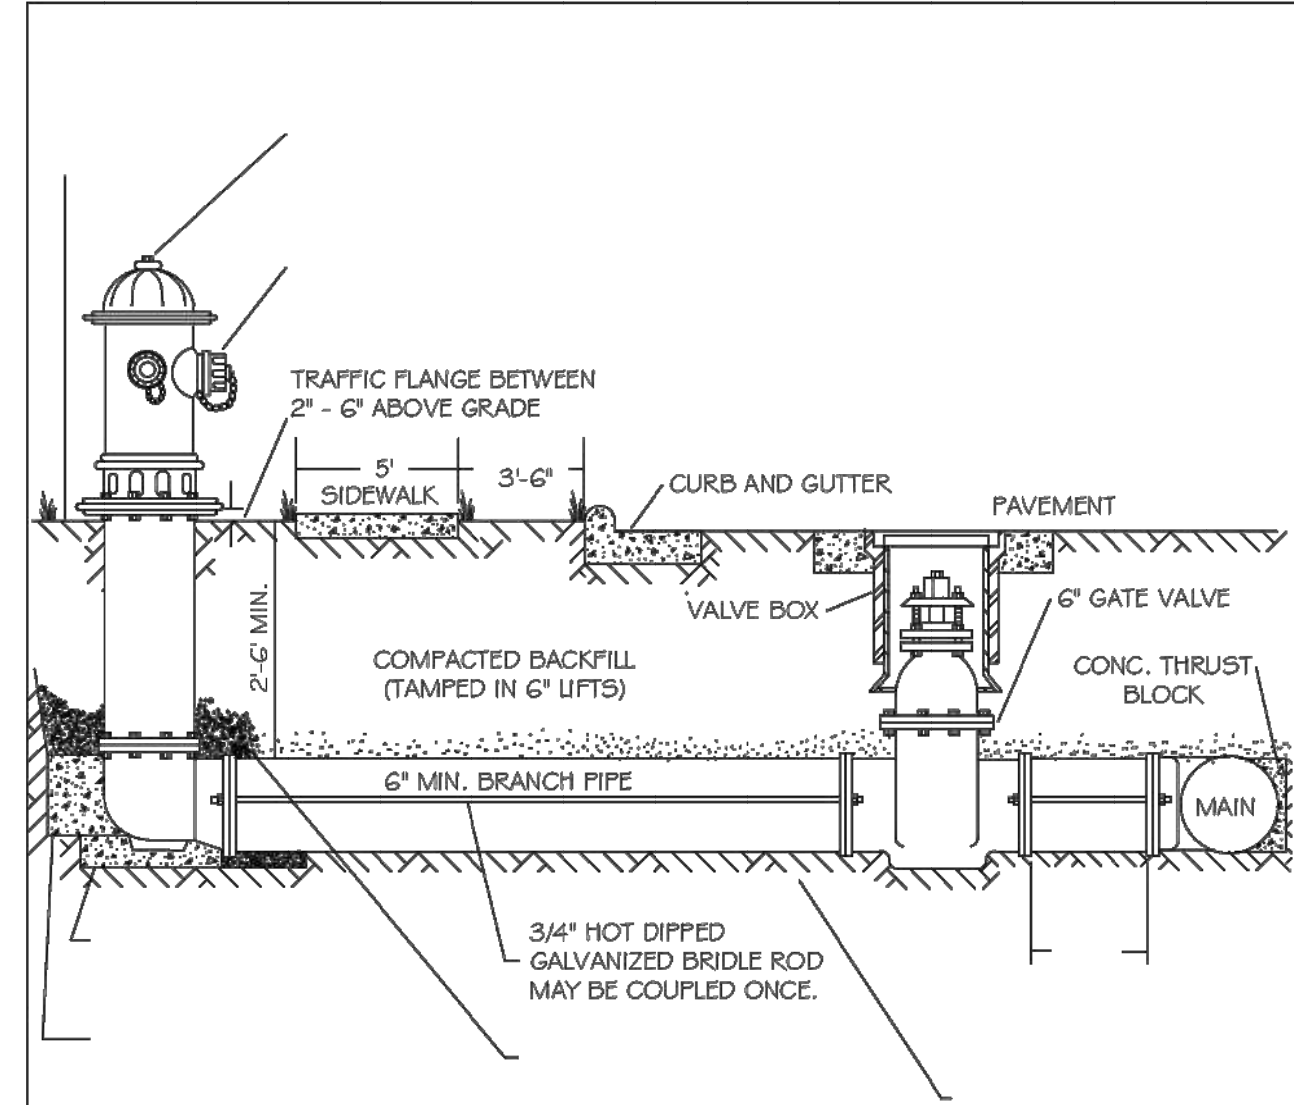 TRAFFIC FLANGE BETWEEN
2" - 6" ABOVE GRADE
5'
SIDEWALK
3'-6"
CURB AND GUTTER
PAVEMENT
VALVE BOX
6" GATE VALVE
2'-6' MIN.
COMPACTED BACKFILL
(TAMPED IN 6" LIFTS)
CONC. THRUST
BLOCK
6" MIN. BRANCH PIPE
MAIN
3/4" HOT DIPPED
GALVANIZED BRIDLE ROD
MAY BE COUPLED ONCE.